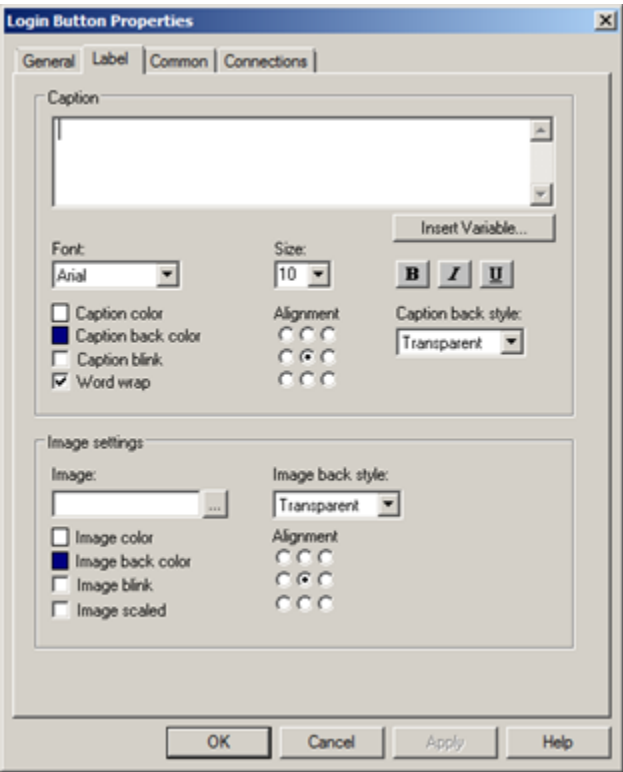 Login Button Properties
General Label Common Connections
Caption
Insert Variable...
Font: Size:
Arial 10 B I U
Caption color Alignment Caption back style:
Caption back color
Transparent
Caption blink
Word wrap
Image settings
Image: Image back style:
... Transparent
Image color Alignment
Image back color
Image blink
Image scaled
OK Cancel Apply Help